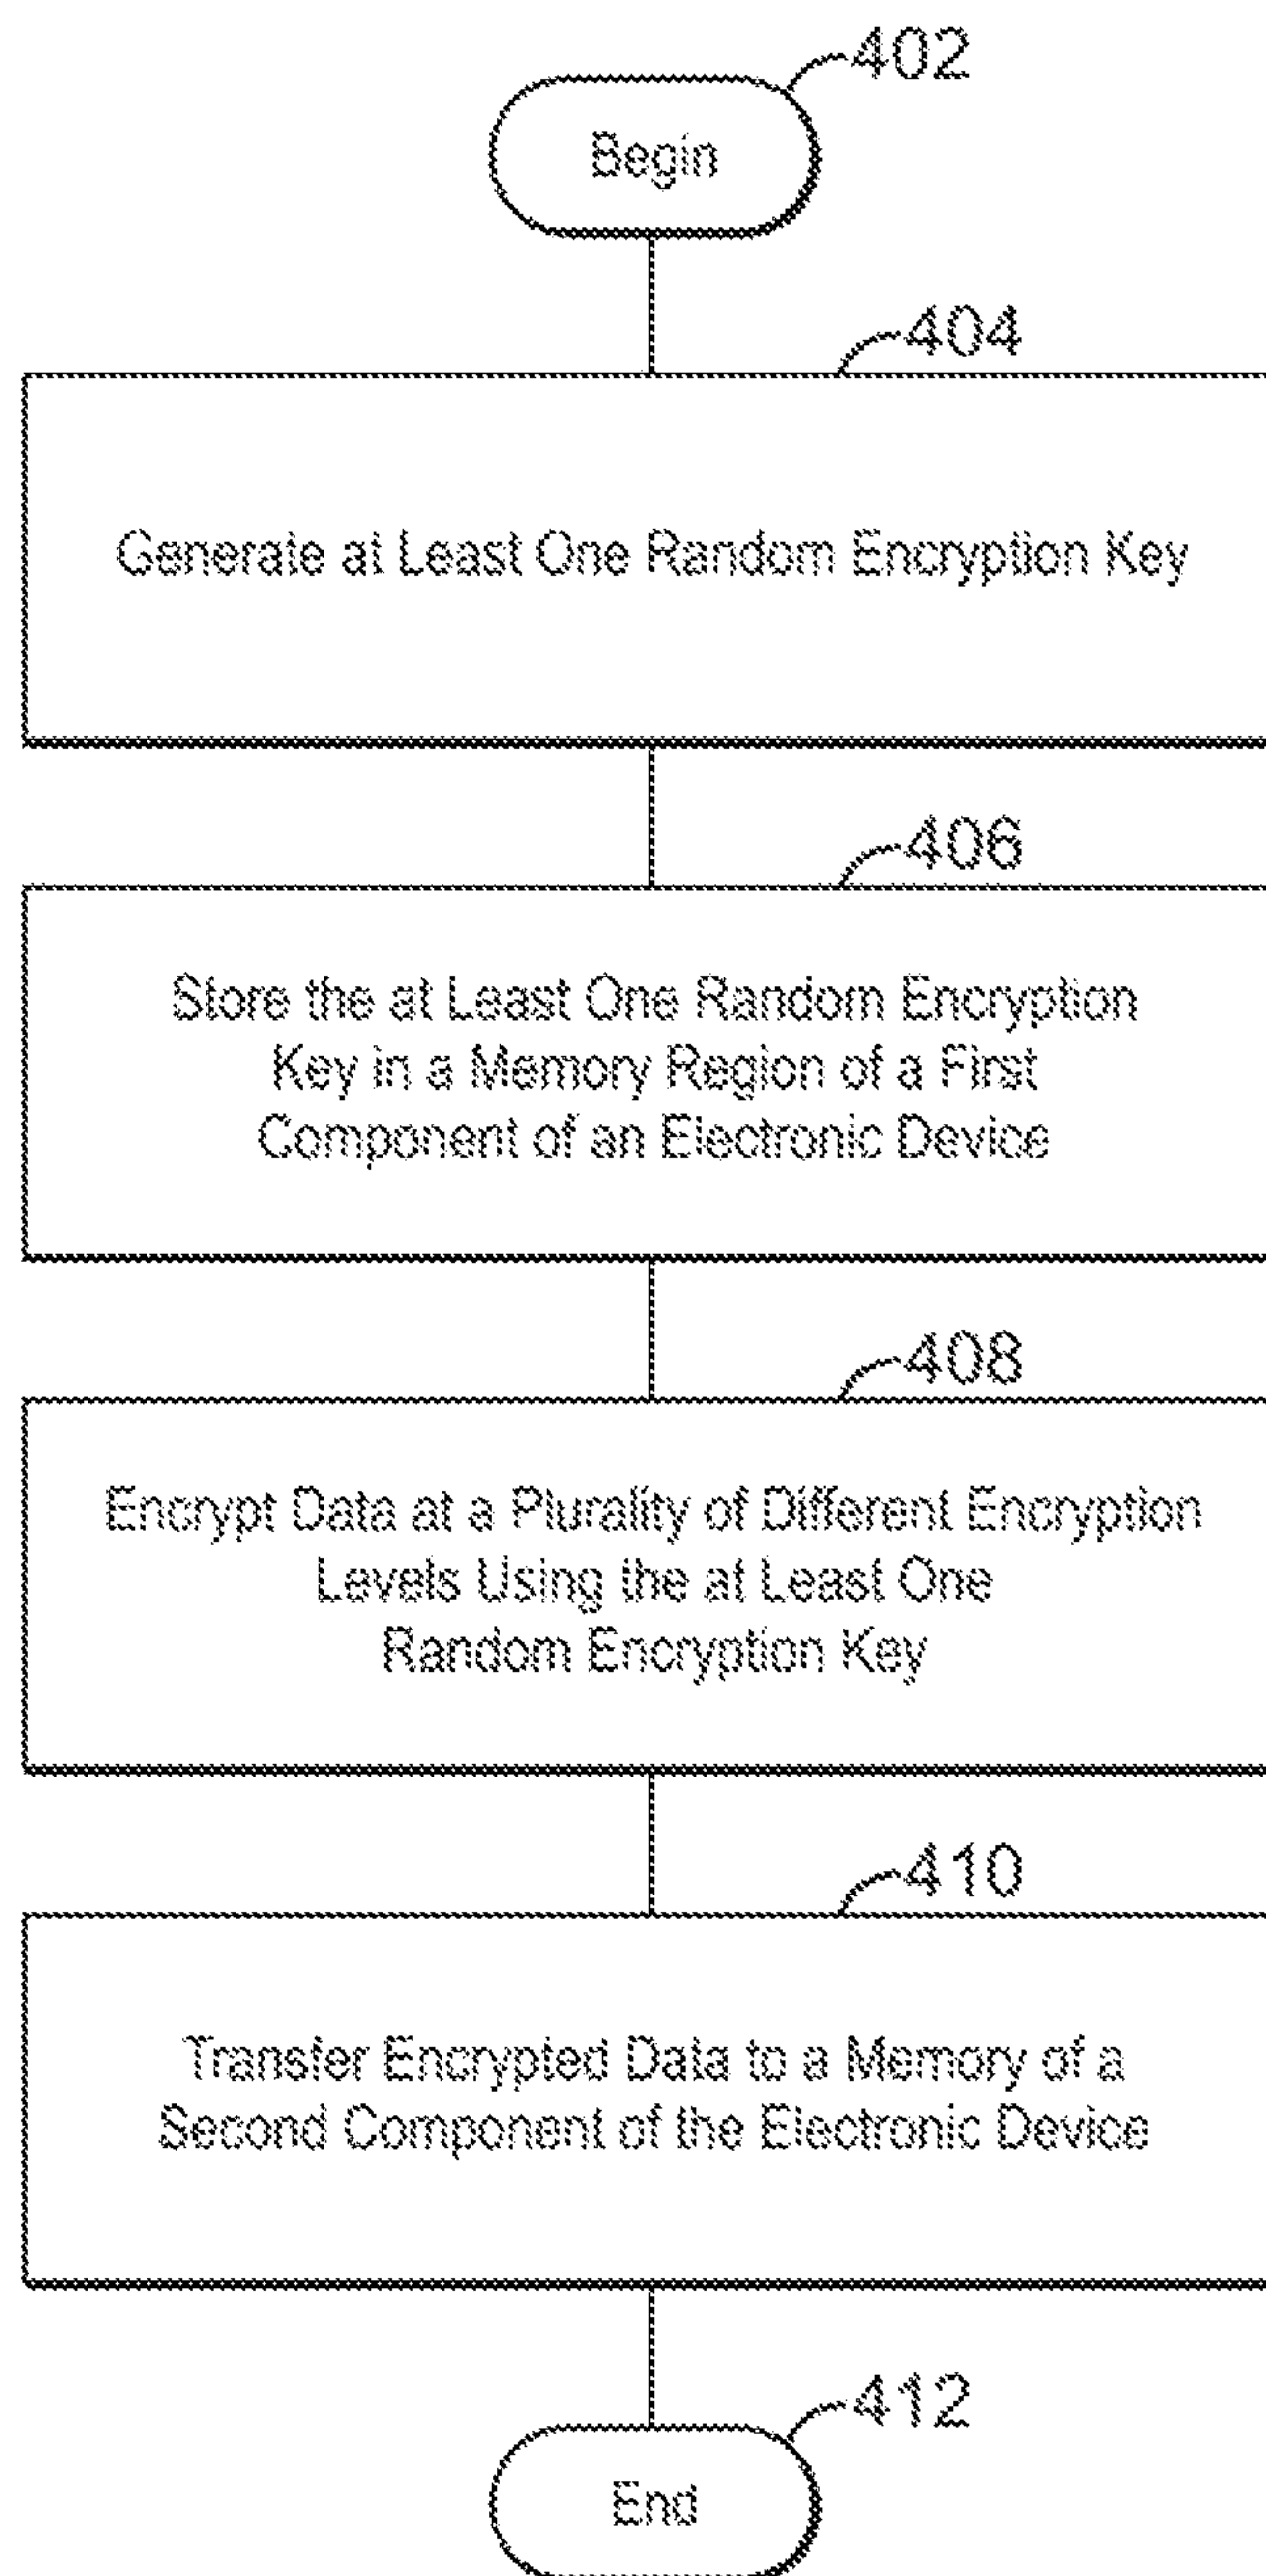 402
Begin
404
Generate at Least One Random Encryption Key
406
Store the at Least One Random Encryption
Key in a Memory Region of a First
Component of an Electronic Device
408
Encrypt Data at a Plurality of Different Encryption
Levels Using the at Least One
Random Encryption Key
410
Transfer Encrypted Data to a Memory of a
Second Component of the Electronic Device
412
End